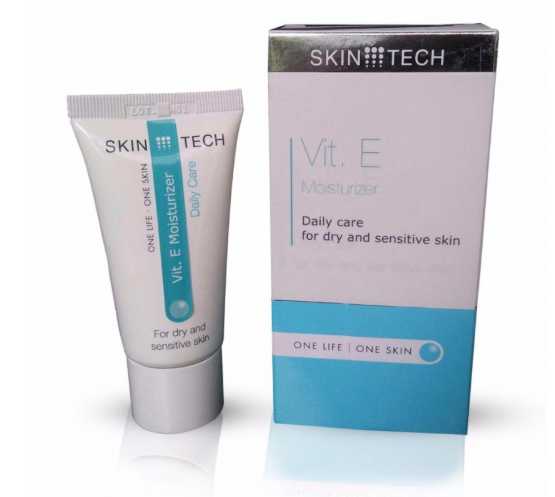 SKIN TECH
ONE LIFE - ONE SKIN
Vit. E Moisturizer
Daily Care
For dry and
sensitive skin
SKIN TECH
Vit. E
Moisturizer
Daily care
for dry and sensitive skin
ONE LIFE | ONE SKIN